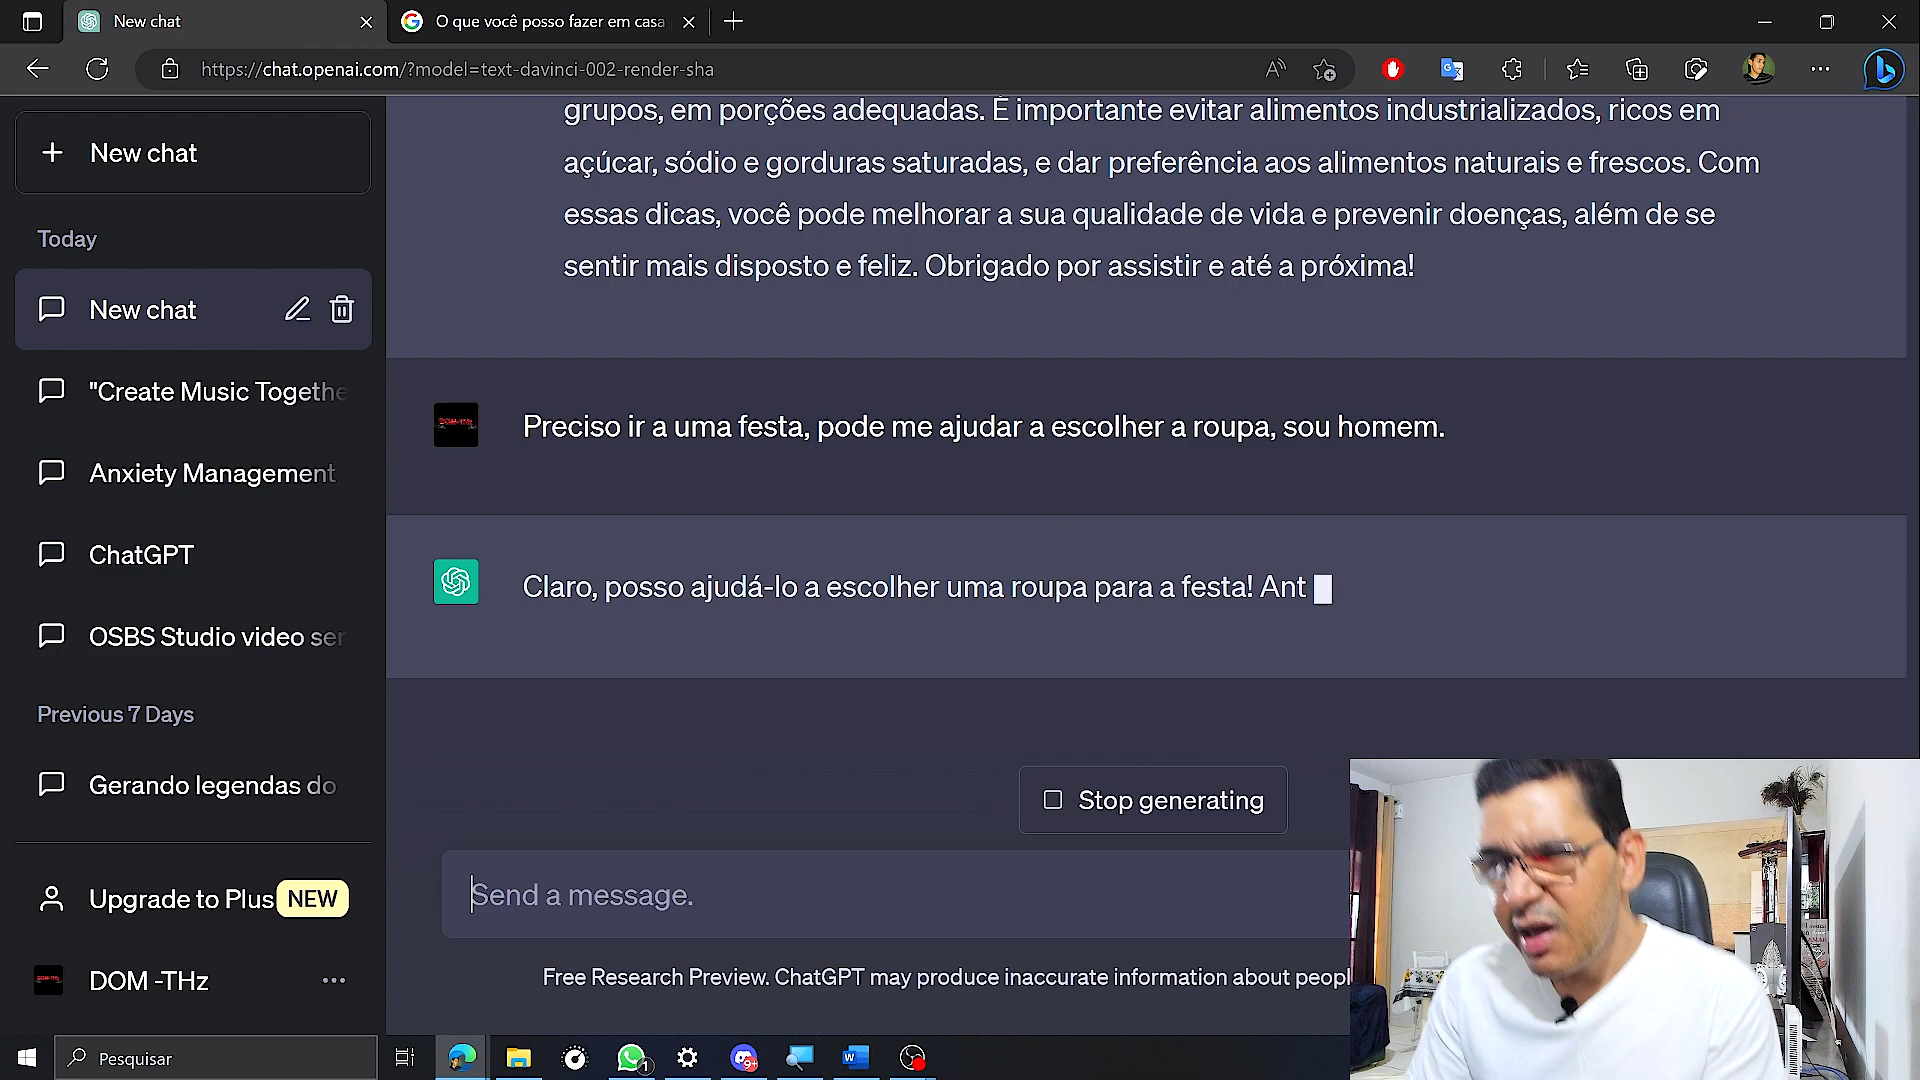 New chat
O que você posso fazer em casa
https://chat.openai.com/?model=text-davinci-002-render-sha
New chat
Today
New chat
"Create Music Togethe
Anxiety Management
ChatGPT
OSBS Studio video ser
Previous 7 Days
Gerando legendas do
Upgrade to Plus NEW
DOM -THz
grupos, em porções adequadas. É importante evitar alimentos industrializados, ricos em
açúcar, sódio e gorduras saturadas, e dar preferência aos alimentos naturais e frescos. Com
essas dicas, você pode melhorar a sua qualidade de vida e prevenir doenças, além de se
sentir mais disposto e feliz. Obrigado por assistir e até a próxima!
Preciso ir a uma festa, pode me ajudar a escolher a roupa, sou homem.
Claro, posso ajudá-lo a escolher uma roupa para a festa! Ant
Stop generating
Send a message.
Free Research Preview. ChatGPT may produce inaccurate information about peopl
Pesquisar
1
9+